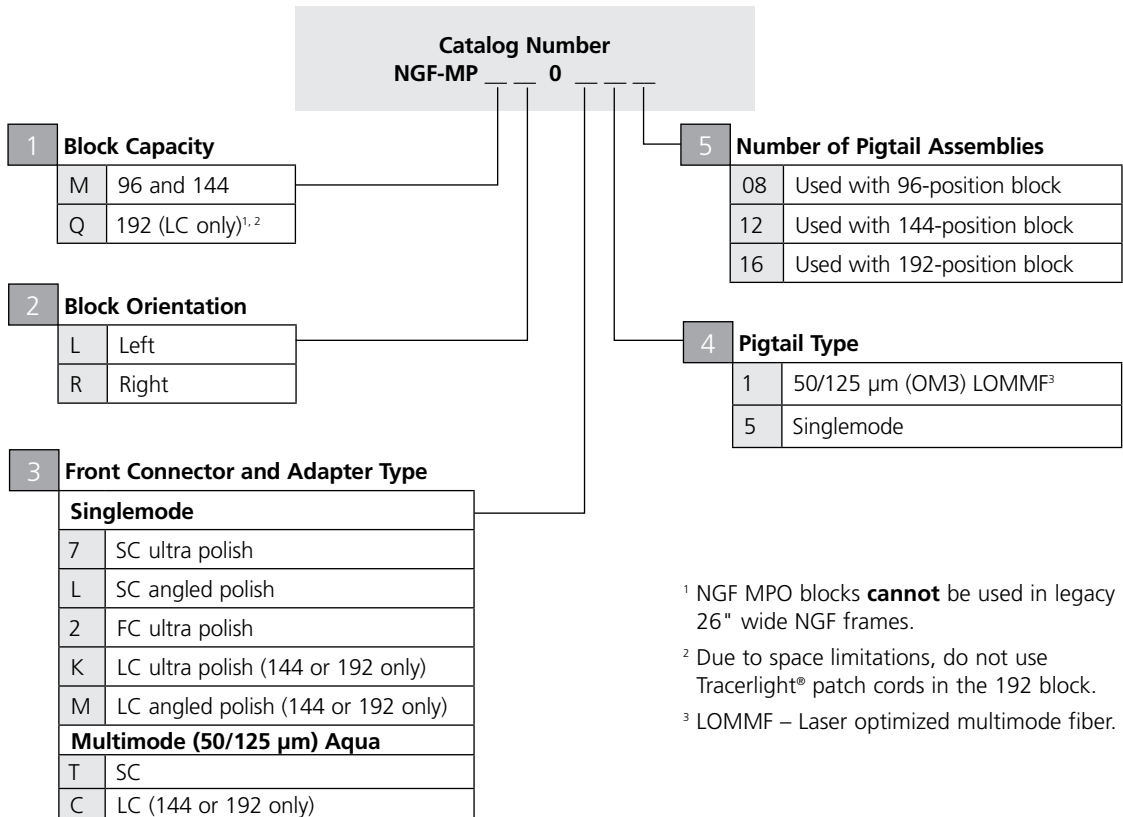 Catalog Number
NGF-MP __ __ 0 __ __ __
1 Block Capacity
M 96 and 144
Q 192 (LC only)¹, ²
2 Block Orientation
L Left
R Right
3 Front Connector and Adapter Type
Singlemode
7 SC ultra polish
L SC angled polish
2 FC ultra polish
K LC ultra polish (144 or 192 only)
M LC angled polish (144 or 192 only)
Multimode (50/125 µm) Aqua
T SC
C LC (144 or 192 only)
5 Number of Pigtail Assemblies
08 Used with 96-position block
12 Used with 144-position block
16 Used with 192-position block
4 Pigtail Type
1 50/125 µm (OM3) LOMMF³
5 Singlemode
¹ NGF MPO blocks cannot be used in legacy
26" wide NGF frames.
² Due to space limitations, do not use
Tracerlight® patch cords in the 192 block.
³ LOMMF – Laser optimized multimode fiber.